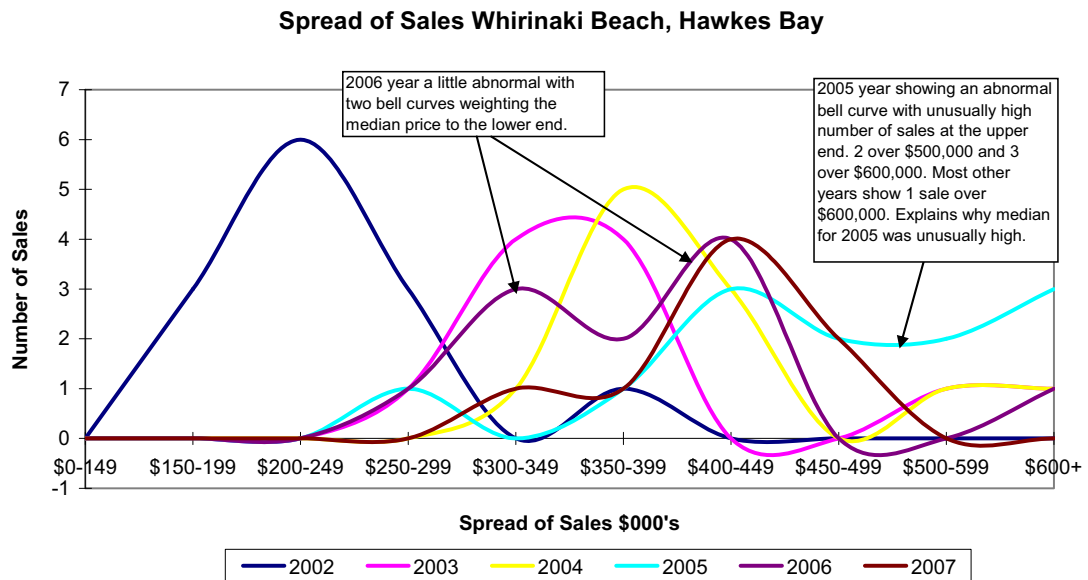 Spread of Sales Whirinaki Beach, Hawkes Bay
2006 year a little abnormal with
two bell curves weighting the
median price to the lower end.
2005 year showing an abnormal
bell curve with unusually high
number of sales at the upper
end. 2 over $500,000 and 3
over $600,000. Most other
years show 1 sale over
$600,000. Explains why median
for 2005 was unusually high.
Number of Sales
7
6
5
4
3
2
1
0
-1
$0-149 $150-199 $200-249 $250-299 $300-349 $350-399 $400-449 $450-499 $500-599 $600+
Spread of Sales $000's
2002 2003 2004 2005 2006 2007